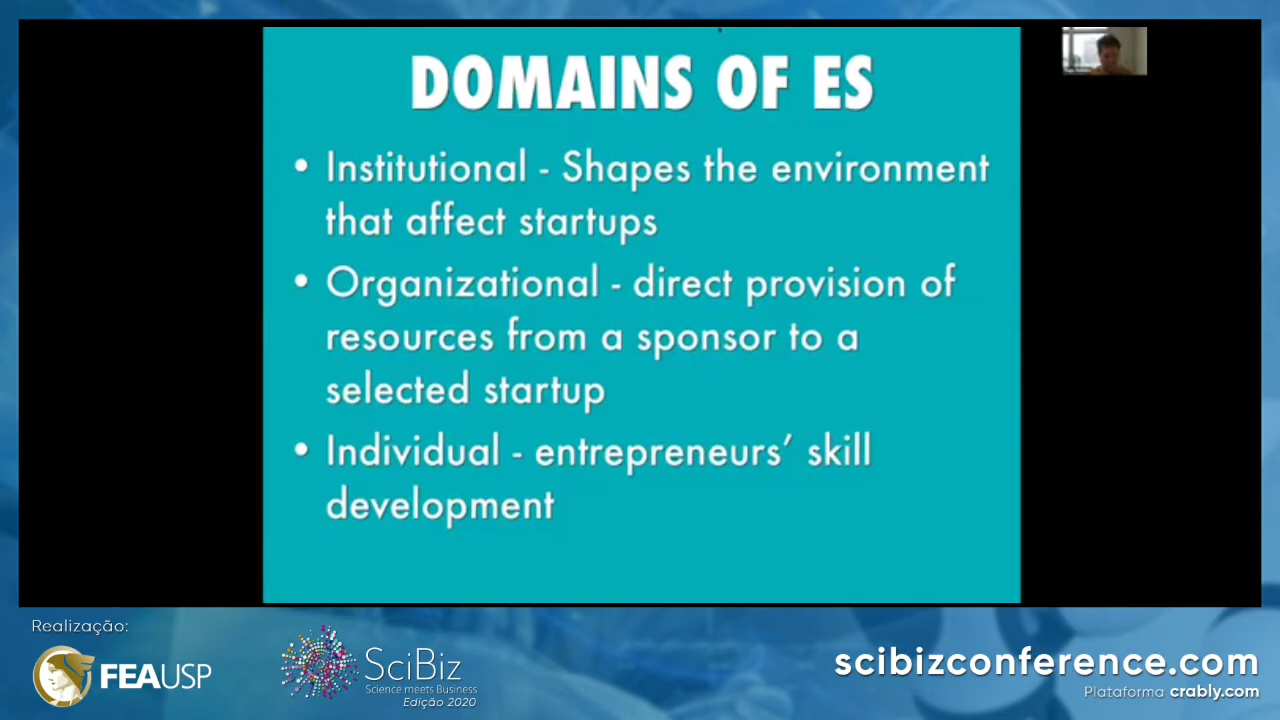 DOMAINS OF ES
• Institutional - Shapes the environment
that affect startups
• Organizational - direct provision of
resources from a sponsor to a
selected startup
• Individual - entrepreneurs’ skill
development
Realização:
FEAUSP
SciBiz
Science meets Business
Edição 2020
scibizconference.com
Plataforma crably.com